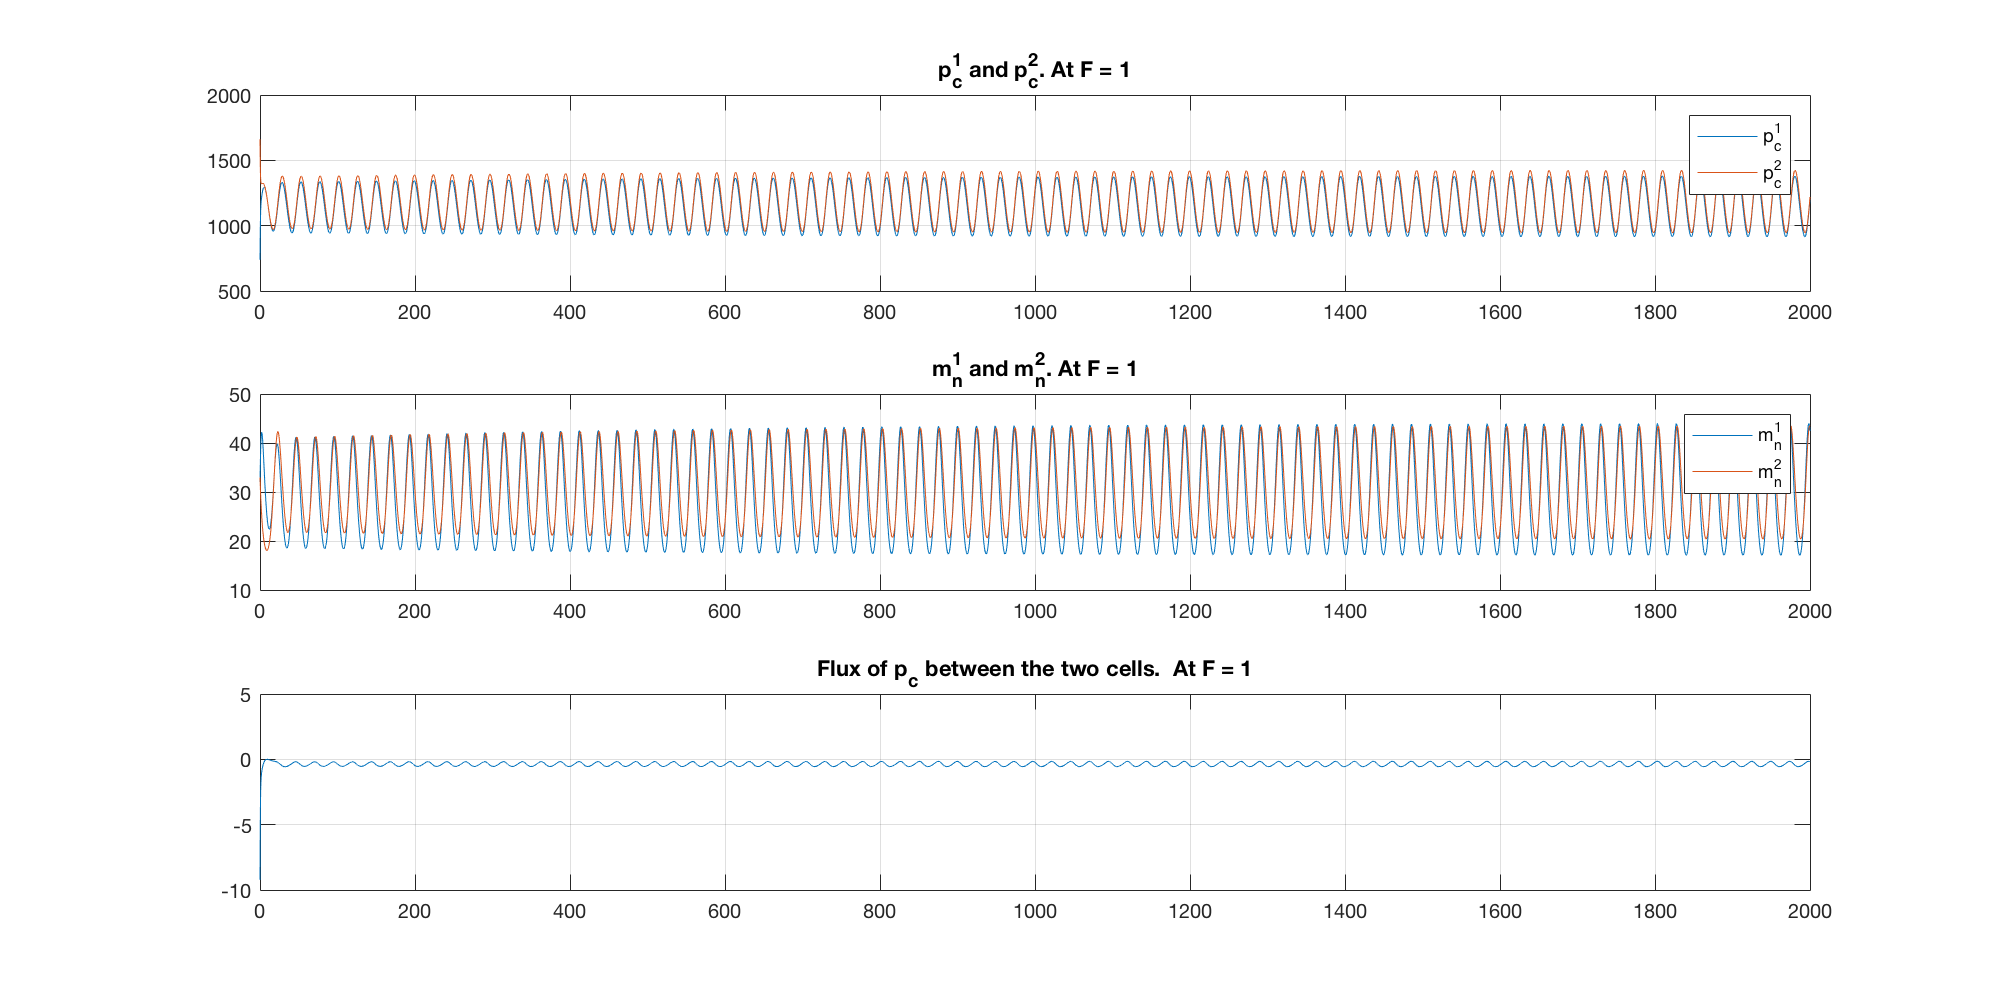 p_c^1 and p_c^2. At F = 1
2000
1500
1000
500
0 200 400 600 800 1000 1200 1400 1600 1800 2000
p_c^1
p_c^2
m_n^1 and m_n^2. At F = 1
50
40
30
20
10
0 200 400 600 800 1000 1200 1400 1600 1800 2000
m_n^1
m_n^2
Flux of p_c between the two cells.  At F = 1
5
0
-5
-10
0 200 400 600 800 1000 1200 1400 1600 1800 2000